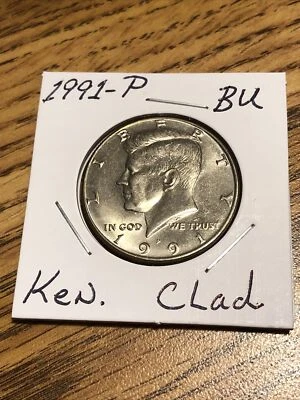 1991-P BU
LIBERTY
IN GOD WE TRUST
P
1991
Ken. Clad